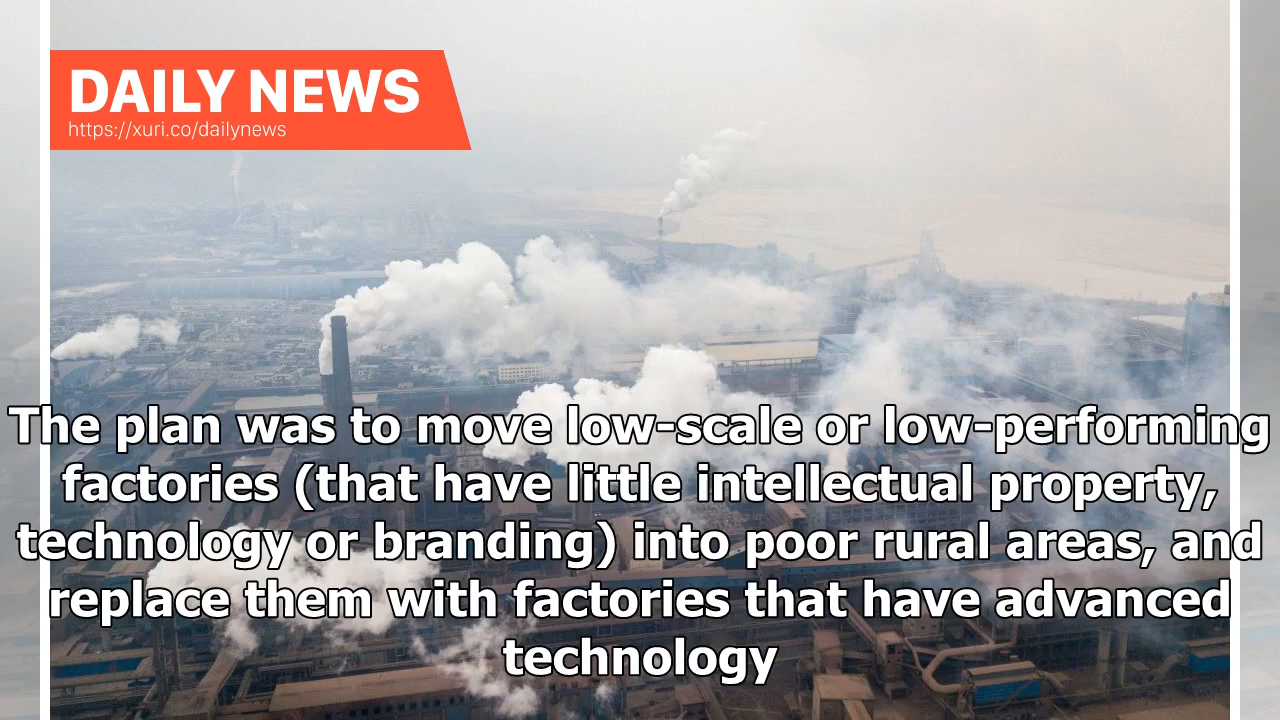 DAILY NEWS
https://xuri.co/dailynews
The plan was to move low-scale or low-performing
factories (that have little intellectual property,
technology or branding) into poor rural areas, and
replace them with factories that have advanced
technology